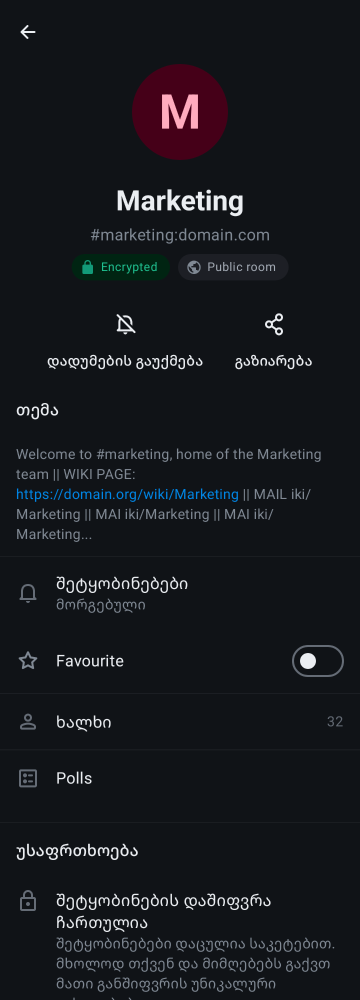 M
Marketing
#marketing:domain.com
Encrypted
Public room
დადუმების გაუქმება
გაზიარება
თემა
Welcome to #marketing, home of the Marketing
team || WIKI PAGE:
https://domain.org/wiki/Marketing || MAIL iki/
Marketing || MAI iki/Marketing || MAI iki/
Marketing...
შეტყობინებები
მორგებული
Favourite
ხალხი
32
Polls
უსაფრთხოება
შეტყობინების დაშიფვრა
ჩართულია
შეტყობინებები დაცულია საკეტებით.
მხოლოდ თქვენ და მიმღებებს გაქვთ
მათი განშიფვრის უნიკალური